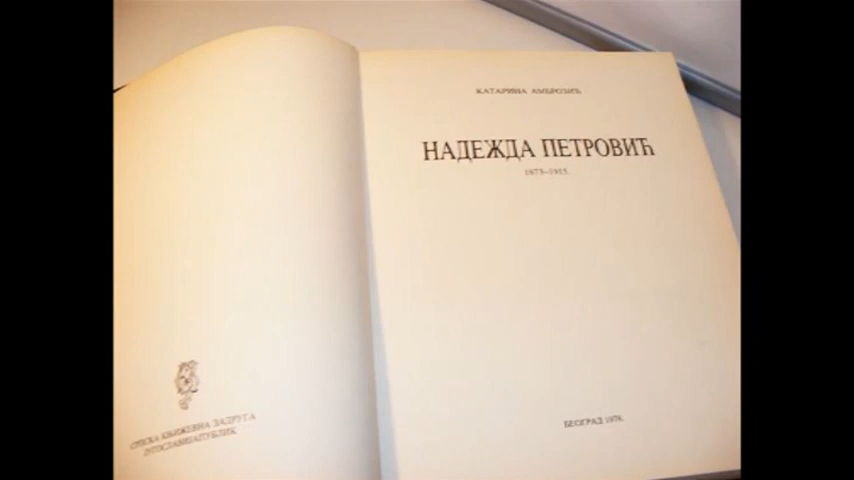 СРПСКА КЊИЖЕВНА ЗАДРУГА
ЈУГОСЛАВИЈАПУБЛИК
КАТАРИНА АМБРОЗИЋ
НАДЕЖДА ПЕТРОВИЋ
1873–1915.
БЕОГРАД 1978.